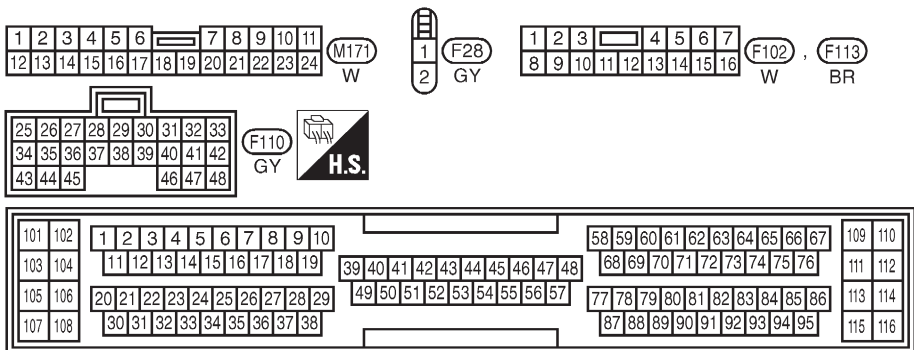 1 2 3 4 5 6 7 8 9 10 11
12 13 14 15 16 17 18 19 20 21 22 23 24
M171
W
1
2
F28
GY
1 2 3 4 5 6 7
8 9 10 11 12 13 14 15 16
F102 , F113
W BR
25 26 27 28 29 30 31 32 33
34 35 36 37 38 39 40 41 42
43 44 45 46 47 48
F110
GY
H.S.
101 102
103 104
105 106
107 108
1 2 3 4 5 6 7 8 9 10
11 12 13 14 15 16 17 18 19
20 21 22 23 24 25 26 27 28 29
30 31 32 33 34 35 36 37 38
39 40 41 42 43 44 45 46 47 48
49 50 51 52 53 54 55 56 57
58 59 60 61 62 63 64 65 66 67
68 69 70 71 72 73 74 75 76
77 78 79 80 81 82 83 84 85 86
87 88 89 90 91 92 93 94 95
109 110
111 112
113 114
115 116